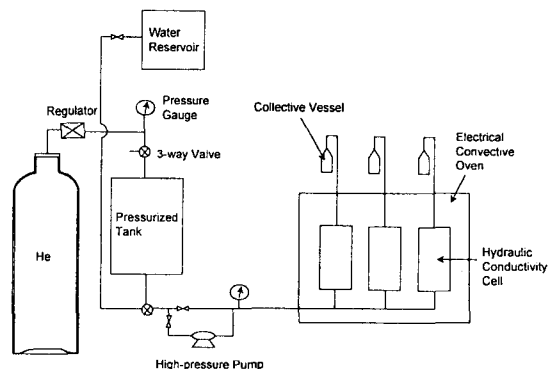 Water
Reservoir
Pressure
Gauge
Regulator
3-way Valve
Collective Vessel
Electrical
Convective
Oven
Pressurized
Tank
He
Hydraulic
Conductivity
Cell
High-pressure Pump